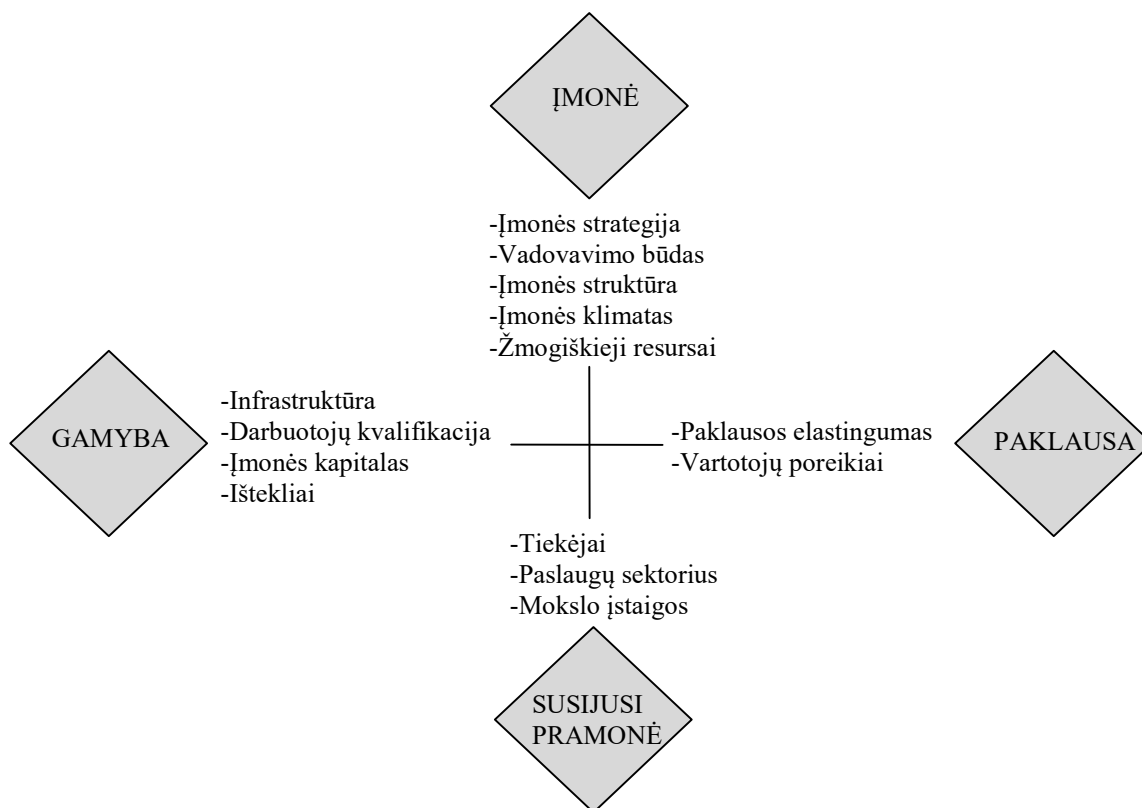 ĮMONĖ
-Įmonės strategija
-Vadovavimo būdas
-Įmonės struktūra
-Įmonės klimatas
-Žmogiškieji resursai
GAMYBA
-Infrastruktūra
-Darbuotojų kvalifikacija
-Įmonės kapitalas
-Ištekliai
-Paklausos elastingumas
-Vartotojų poreikiai
PAKLAUSA
-Tiekėjai
-Paslaugų sektorius
-Mokslo įstaigos
SUSIJUSI
PRAMONĖ